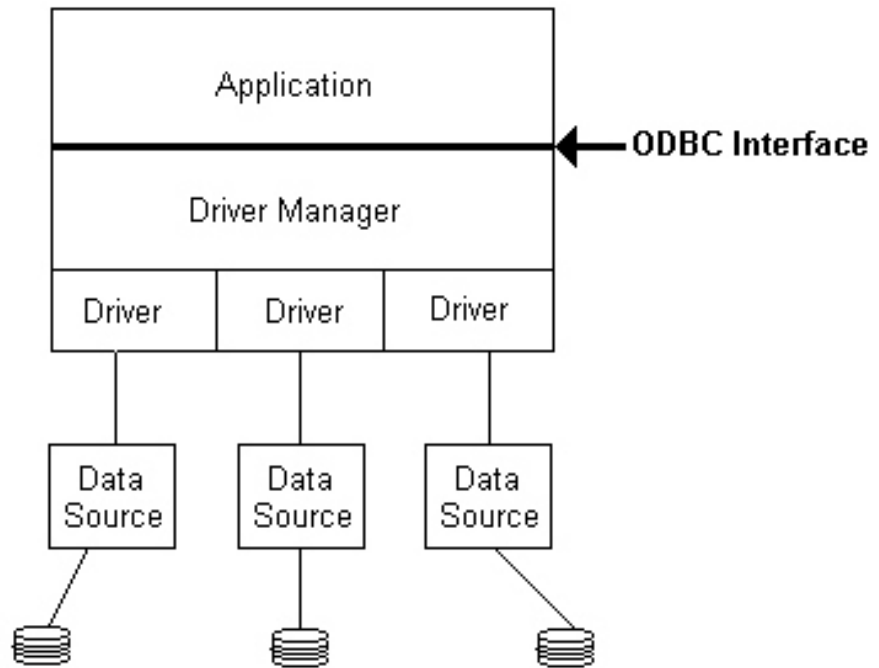 Application
ODBC Interface
Driver Manager
Driver
Driver
Driver
Data
Source
Data
Source
Data
Source